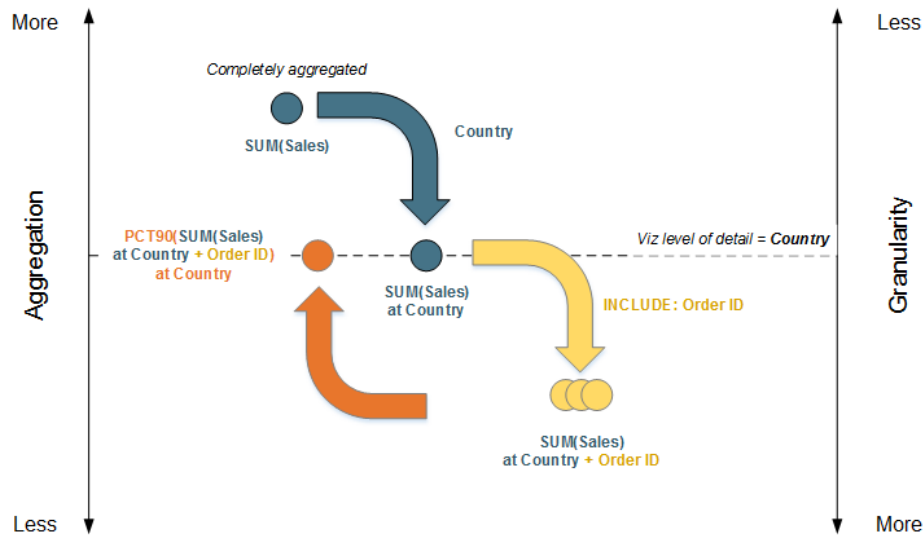 More
Less
Completely aggregated
SUM(Sales)
Country
Aggregation
PCT90(SUM(Sales)
at Country + Order ID)
at Country
Viz level of detail = Country
SUM(Sales)
at Country
INCLUDE: Order ID
Granularity
SUM(Sales)
at Country + Order ID
Less
More